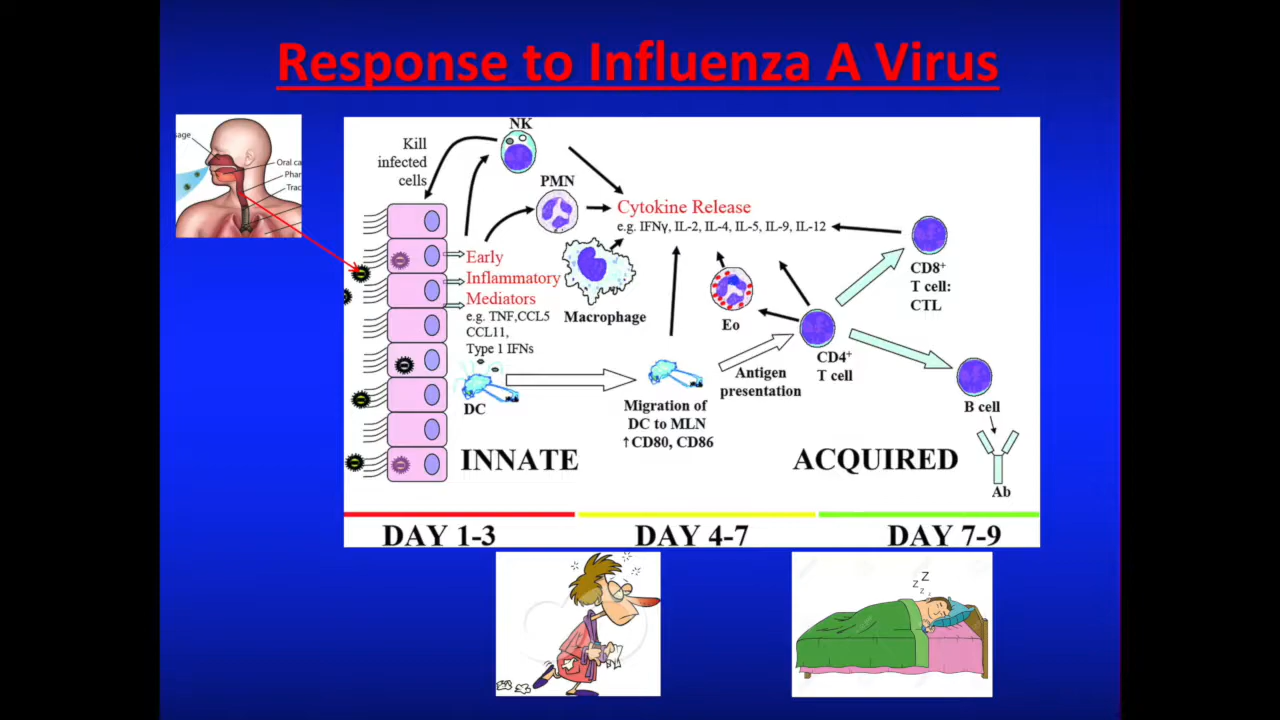 Response to Influenza A Virus
sage
Oral ca
Phar
Trac
NK
Kill
infected
cells
PMN
Cytokine Release
e.g. IFNγ, IL-2, IL-4, IL-5, IL-9, IL-12
Early
Inflammatory
Mediators
e.g. TNF,CCL5
CCL11,
Type 1 IFNs
Macrophage
Eo
CD8⁺
T cell:
CTL
CD4⁺
T cell
DC
Migration of
DC to MLN
↑CD80, CD86
Antigen
presentation
B cell
Ab
INNATE
ACQUIRED
DAY 1-3
DAY 4-7
DAY 7-9
z z z z